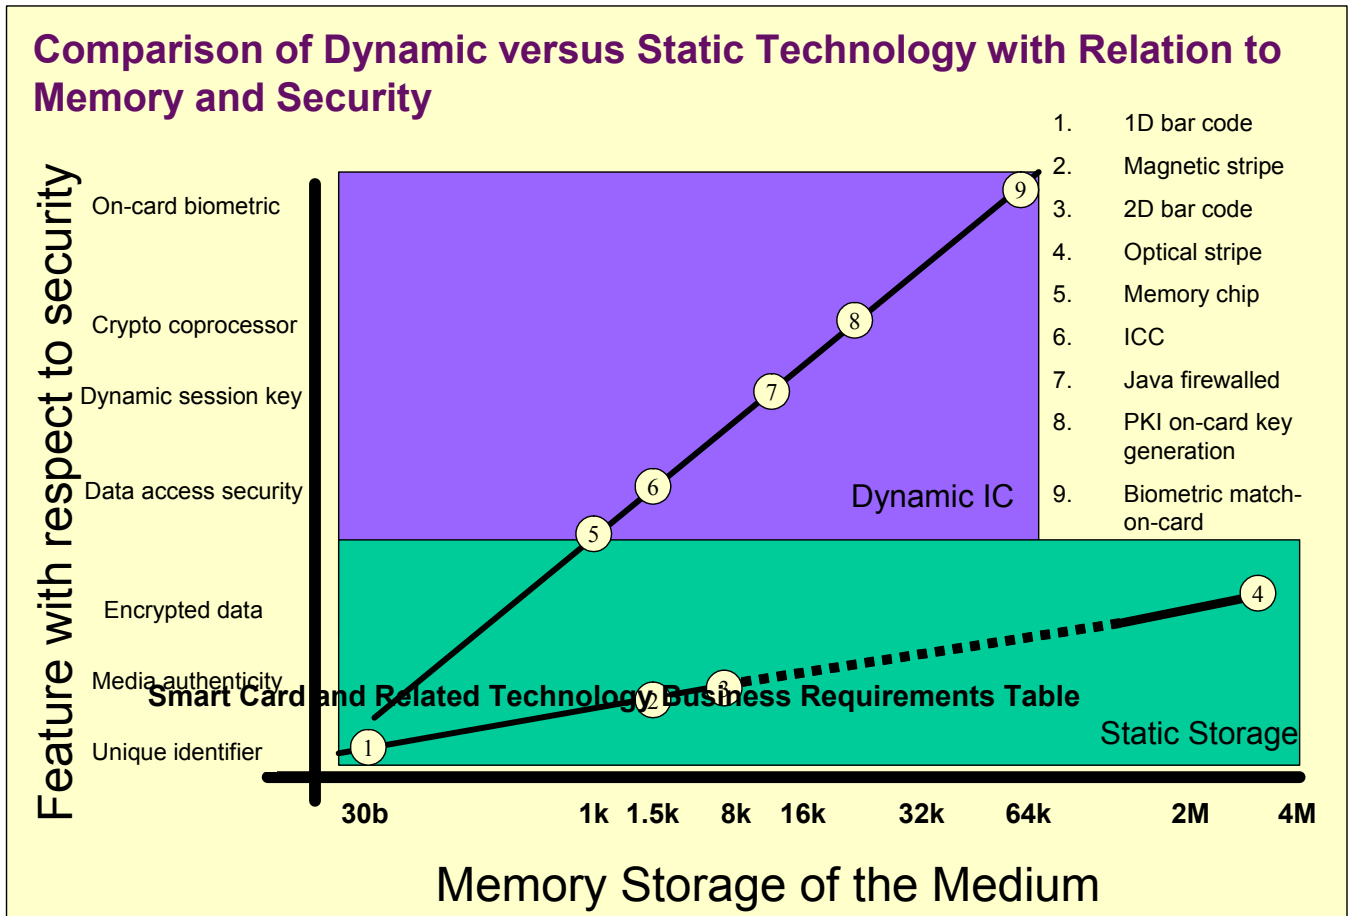 Comparison of Dynamic versus Static Technology with Relation to
Memory and Security
Feature with respect to security
On-card biometric
Crypto coprocessor
Dynamic session key
Data access security
Encrypted data
Media authenticity
Unique identifier
1. 1D bar code
2. Magnetic stripe
3. 2D bar code
4. Optical stripe
5. Memory chip
6. ICC
7. Java firewalled
8. PKI on-card key
generation
9. Biometric match-
on-card
9
8
7
6
5
4
3
2
1
Dynamic IC
Smart Card and Related Technology Business Requirements Table
Static Storage
30b 1k 1.5k 8k 16k 32k 64k 2M 4M
Memory Storage of the Medium